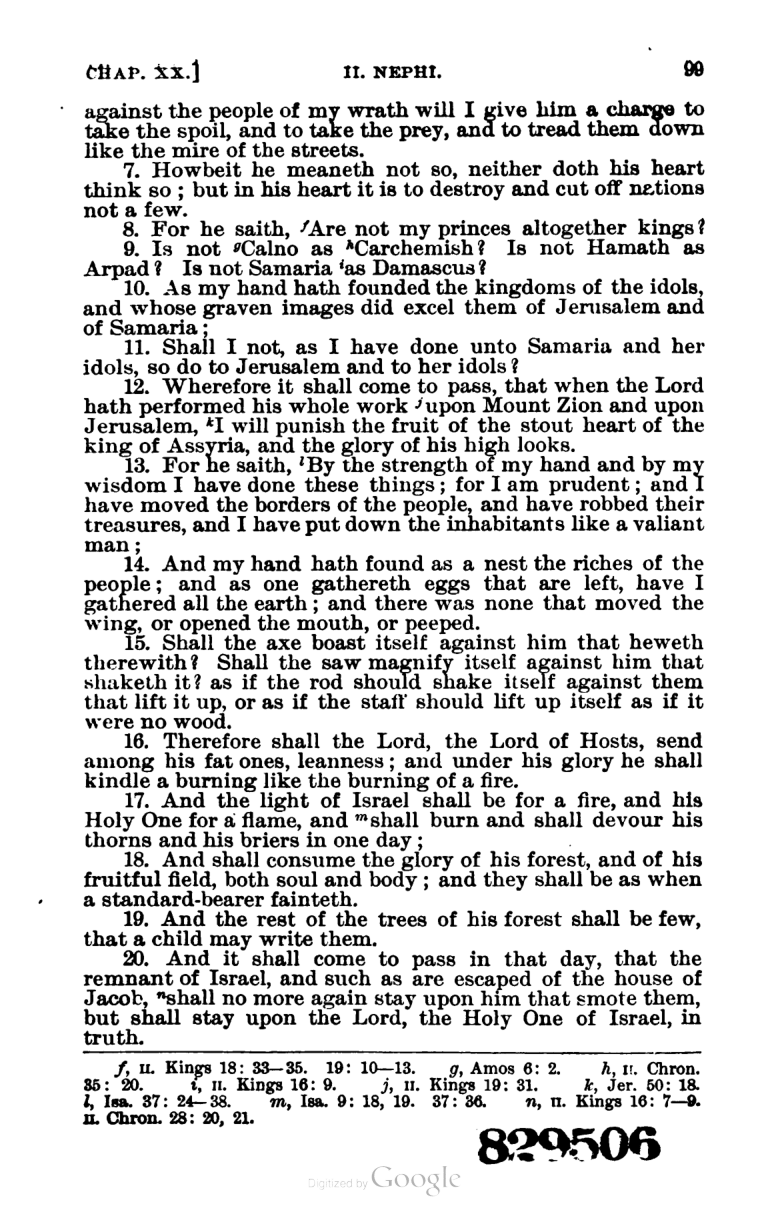 CHAP. XX.] II. NEPHI. 99
against the people of my wrath will I give him a charge to
take the spoil, and to take the prey, and to tread them down
like the mire of the streets.
7. Howbeit he meaneth not so, neither doth his heart
think so; but in his heart it is to destroy and cut off nations
not a few.
8. For he saith, fAre not my princes altogether kings?
9. Is not gCalno as hCarchemish? Is not Hamath as
Arpad? Is not Samaria ias Damascus?
10. As my hand hath founded the kingdoms of the idols,
and whose graven images did excel them of Jerusalem and
of Samaria;
11. Shall I not, as I have done unto Samaria and her
idols, so do to Jerusalem and to her idols?
12. Wherefore it shall come to pass, that when the Lord
hath performed his whole work jupon Mount Zion and upon
Jerusalem, kI will punish the fruit of the stout heart of the
king of Assyria, and the glory of his high looks.
13. For he saith, lBy the strength of my hand and by my
wisdom I have done these things; for I am prudent; and I
have moved the borders of the people, and have robbed their
treasures, and I have put down the inhabitants like a valiant
man;
14. And my hand hath found as a nest the riches of the
people; and as one gathereth eggs that are left, have I
gathered all the earth; and there was none that moved the
wing, or opened the mouth, or peeped.
15. Shall the axe boast itself against him that heweth
therewith? Shall the saw magnify itself against him that
shaketh it? as if the rod should shake itself against them
that lift it up, or as if the staff should lift up itself as if it
were no wood.
16. Therefore shall the Lord, the Lord of Hosts, send
among his fat ones, leanness; and under his glory he shall
kindle a burning like the burning of a fire.
17. And the light of Israel shall be for a fire, and his
Holy One for a flame, and mshall burn and shall devour his
thorns and his briers in one day;
18. And shall consume the glory of his forest, and of his
fruitful field, both soul and body; and they shall be as when
a standard-bearer fainteth.
19. And the rest of the trees of his forest shall be few,
that a child may write them.
20. And it shall come to pass in that day, that the
remnant of Israel, and such as are escaped of the house of
Jacob, nshall no more again stay upon him that smote them,
but shall stay upon the Lord, the Holy One of Israel, in
truth.
f, II. Kings 18: 33—35. 19: 10—13. g, Amos 6: 2. h, II. Chron.
35: 20. i, II. Kings 16: 9. j, II. Kings 19: 31. k, Jer. 50: 18.
l, Isa. 37: 24—38. m, Isa. 9: 18, 19. 37: 36. n, II. Kings 16: 7—9.
II. Chron. 28: 20, 21.
829506
Digitized by Google